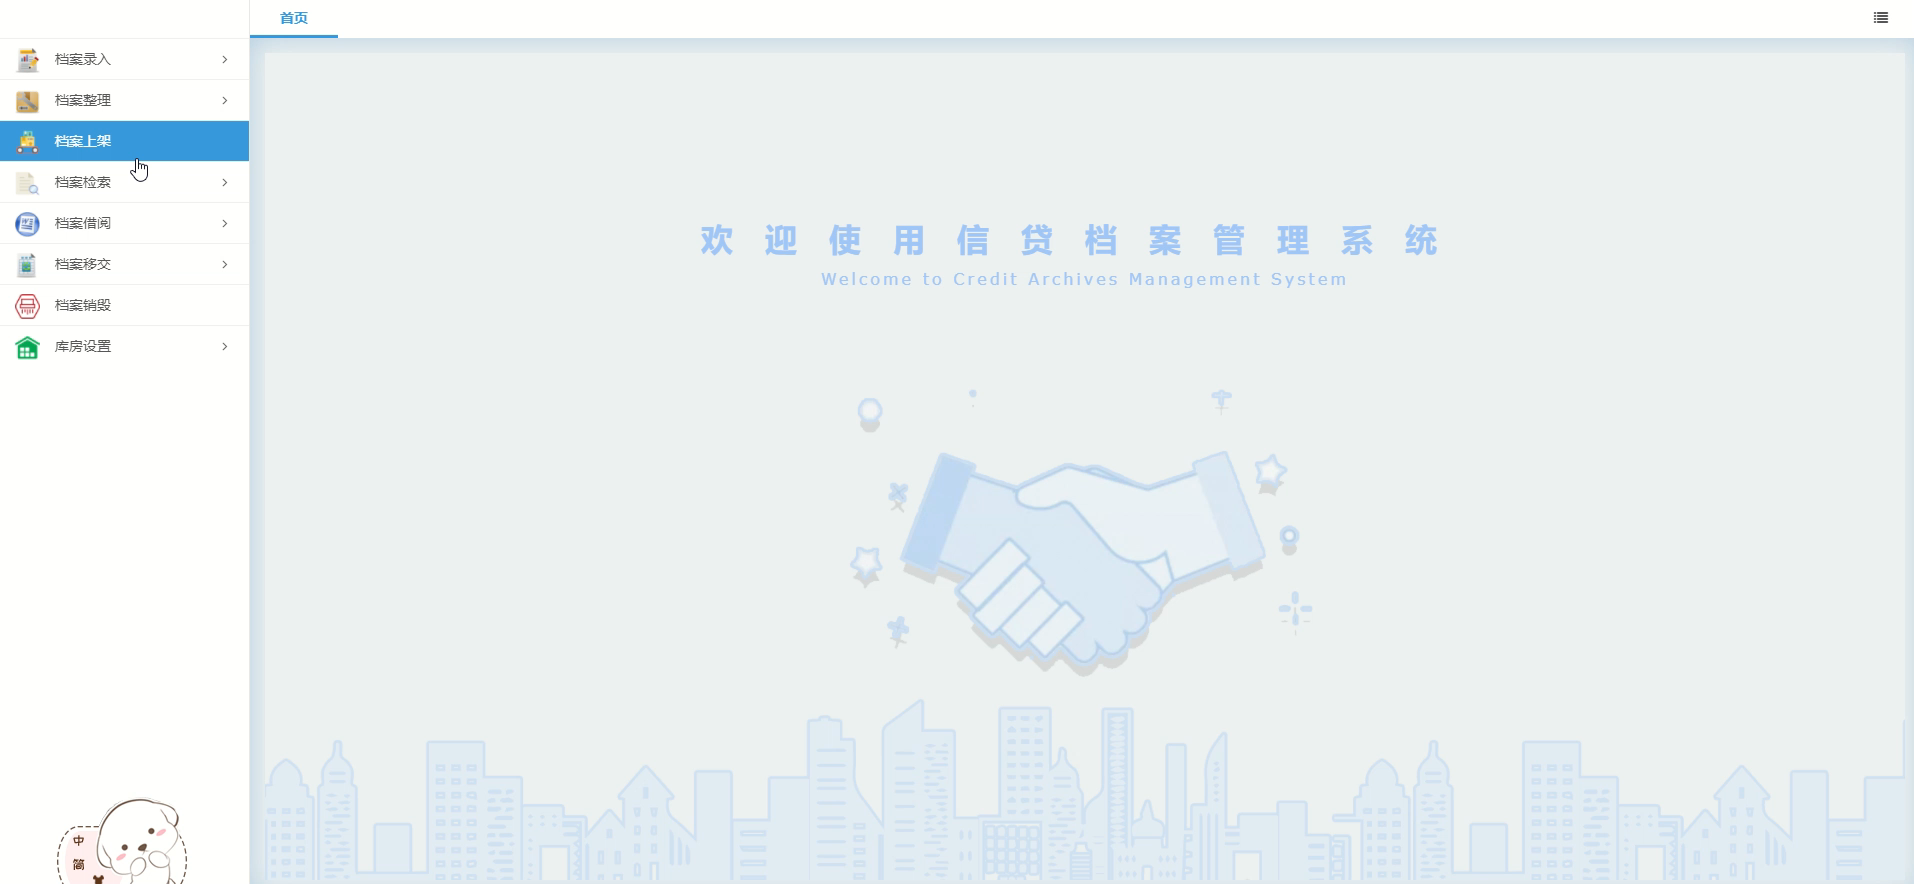 首页
档案录入
档案整理
档案上架
档案检索
档案借阅
档案移交
档案销毁
库房设置
欢迎使用信贷档案管理系统
Welcome to Credit Archives Management System
中
简